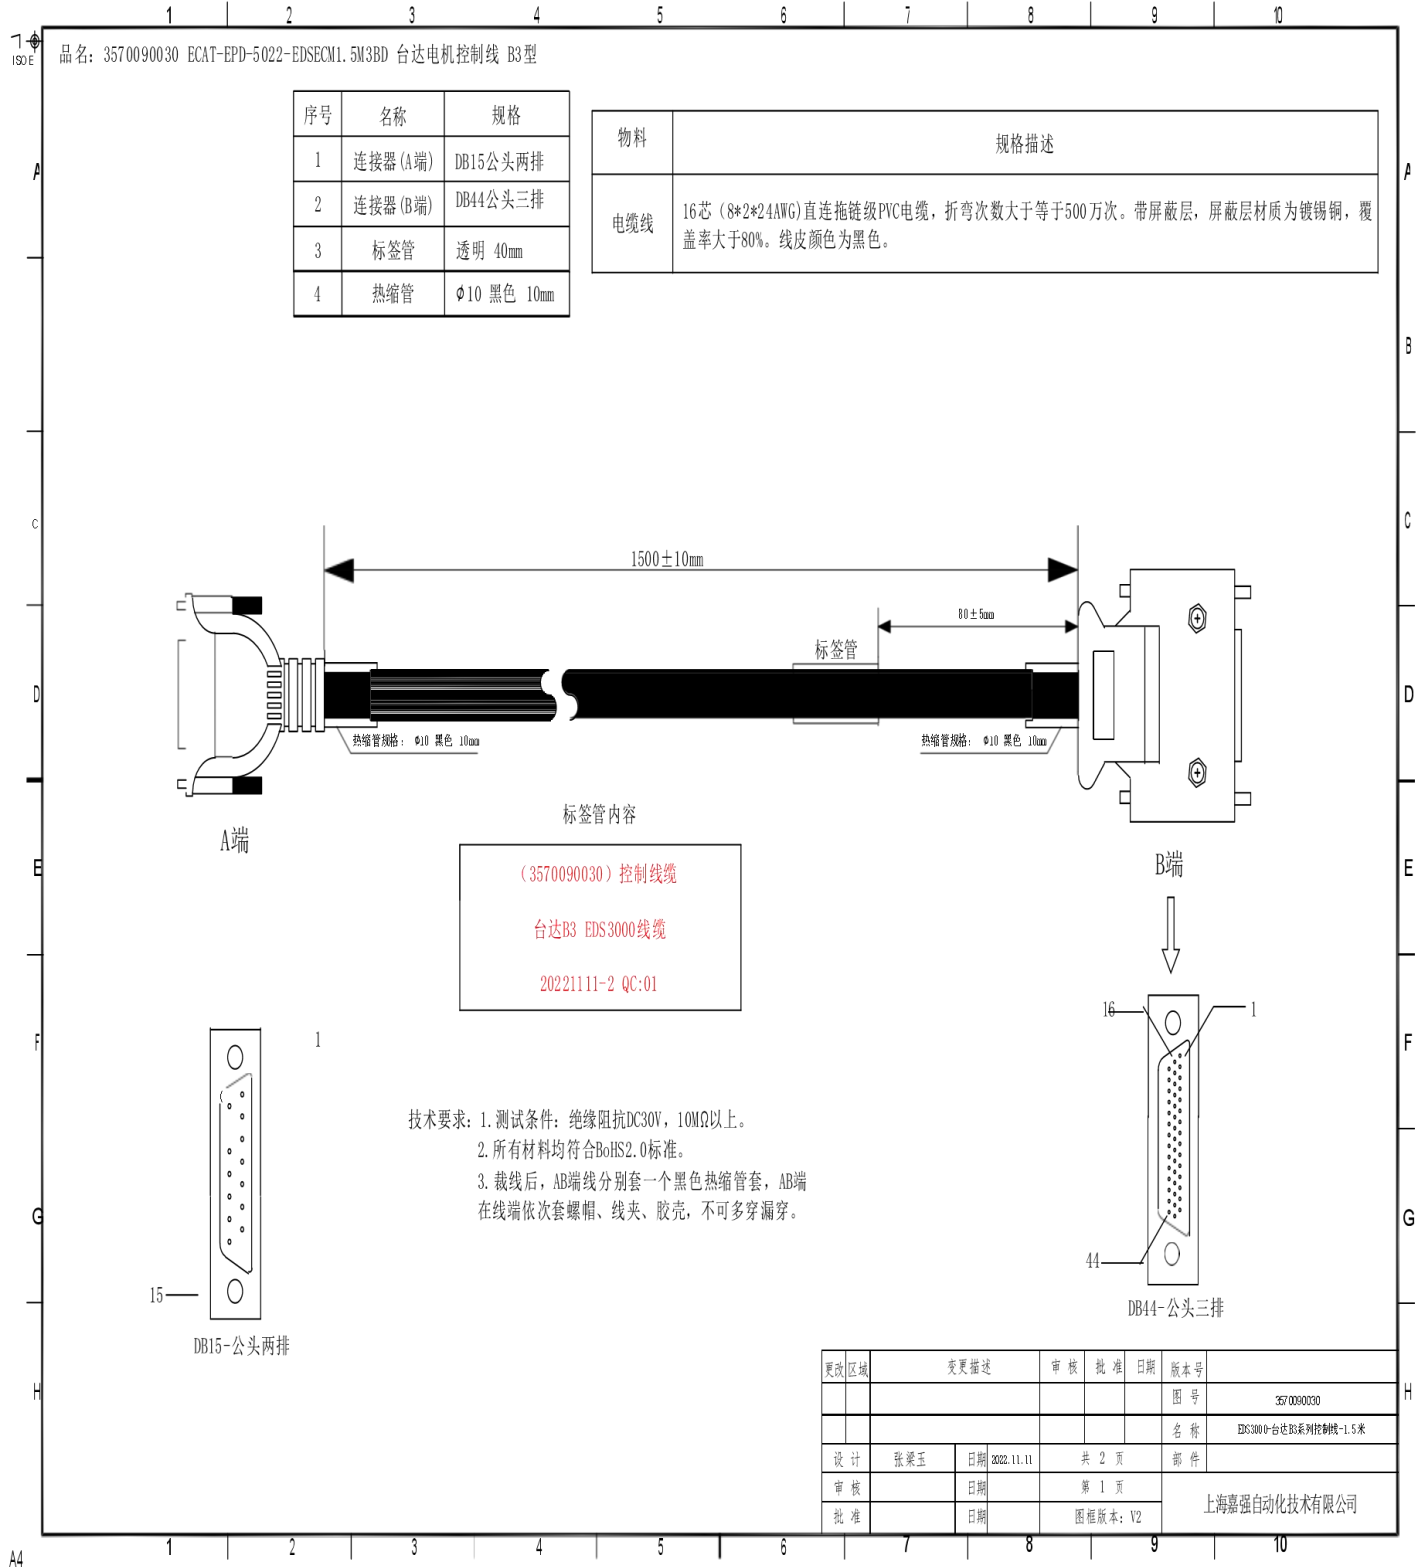 1 2 3 4 5 6 7 8 9 10
ISOE
品名: 3570090030 ECAT-EPD-5022-EDSECM1.5M3BD 台达电机控制线 B3型
序号 名称 规格
1 连接器(A端) DB15公头两排
2 连接器(B端) DB44公头三排
3 标签管 透明 40mm
4 热缩管 ϕ10 黑色 10mm
物料 规格描述
电缆线 16芯（8*2*24AWG)直连拖链级PVC电缆，折弯次数大于等于500万次。带屏蔽层，屏蔽层材质为镀锡铜，覆
盖率大于80%。线皮颜色为黑色。
A A
B
C C
D D
E E
F F
G G
H H
1500±10mm
80±5mm
标签管
热缩管规格: ϕ10 黑色 10mm
热缩管规格: ϕ10 黑色 10mm
A端
B端
标签管内容
（3570090030）控制线缆
台达B3 EDS3000线缆
20221111-2 QC:01
1
15
DB15-公头两排
16
1
44
DB44-公头三排
技术要求: 1.测试条件: 绝缘阻抗DC30V，10MΩ以上。
2.所有材料均符合BoHS2.0标准。
3.裁线后，AB端线分别套一个黑色热缩管套，AB端
在线端依次套螺帽、线夹、胶壳，不可多穿漏穿。
更改 区域 变更描述 审核 批准 日期 版本号
图号 3570090030
名称 EDS3000-台达B3系列控制线-1.5米
设计 张梁玉 日期 2022.11.11 共 2 页 部件
审核 日期 第 1 页
批准 日期 图框版本: V2
上海嘉强自动化技术有限公司
A4
1 2 3 4 5 6 7 8 9 10